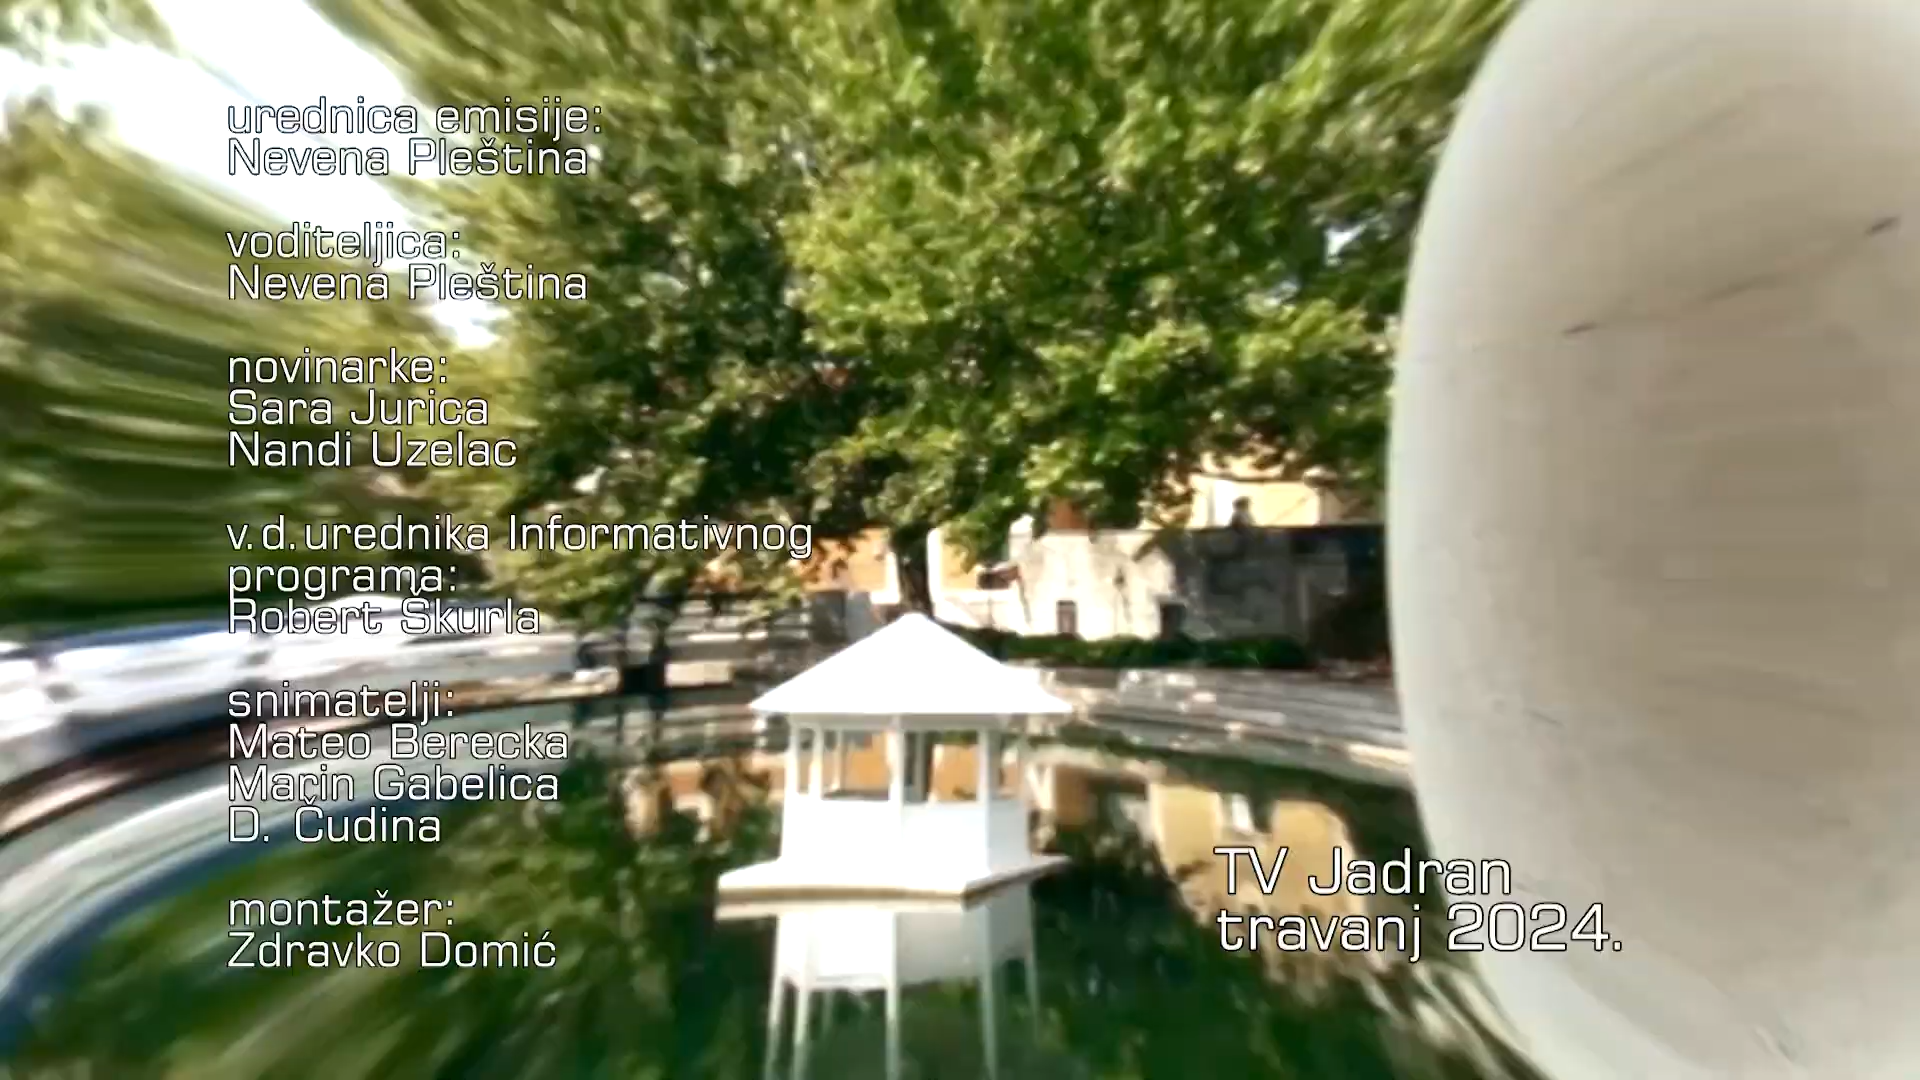 urednica emisije:
Nevena Pleština
voditeljica:
Nevena Pleština
novinarke:
Sara Jurica
Nandi Uzelac
v.d.urednika Informativnog
programa:
Robert Škurla
snimatelji:
Mateo Berecka
Marin Gabelica
D. Čudina
montažer:
Zdravko Domić
TV Jadran
travanj 2024.